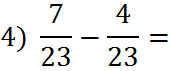 4) 7/23 − 4/23 =